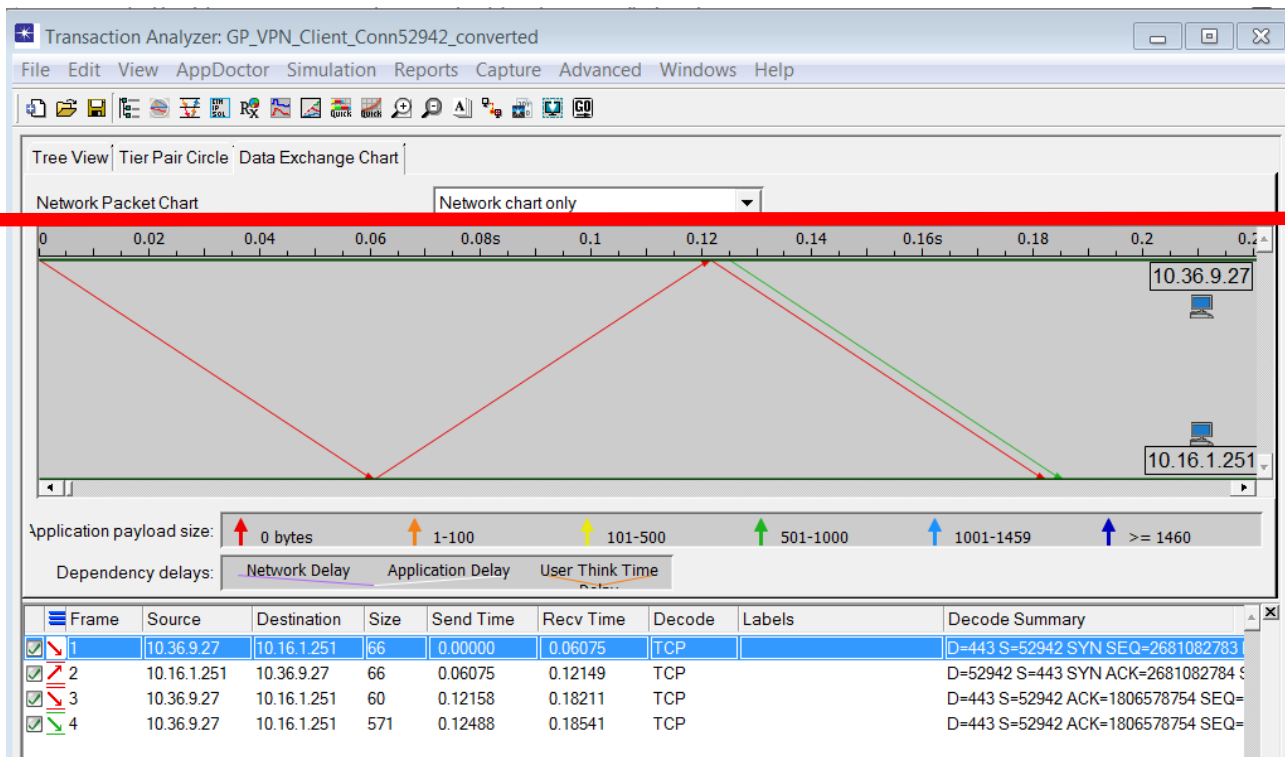 Transaction Analyzer: GP_VPN_Client_Conn52942_converted
File Edit View AppDoctor Simulation Reports Capture Advanced Windows Help
QUICK QUICK GO
Tree View Tier Pair Circle Data Exchange Chart
Network Packet Chart Network chart only
0 0.02 0.04 0.06 0.08s 0.1 0.12 0.14 0.16s 0.18 0.2
10.36.9.27
10.16.1.251
Application payload size: 0 bytes 1-100 101-500 501-1000 1001-1459 >= 1460
Dependency delays: Network Delay Application Delay User Think Time
Frame Source Destination Size Send Time Recv Time Decode Labels Decode Summary
1 10.36.9.27 10.16.1.251 66 0.00000 0.06075 TCP D=443 S=52942 SYN SEQ=2681082783
2 10.16.1.251 10.36.9.27 66 0.06075 0.12149 TCP D=52942 S=443 SYN ACK=2681082784
3 10.36.9.27 10.16.1.251 60 0.12158 0.18211 TCP D=443 S=52942 ACK=1806578754 SEQ=
4 10.36.9.27 10.16.1.251 571 0.12488 0.18541 TCP D=443 S=52942 ACK=1806578754 SEQ=